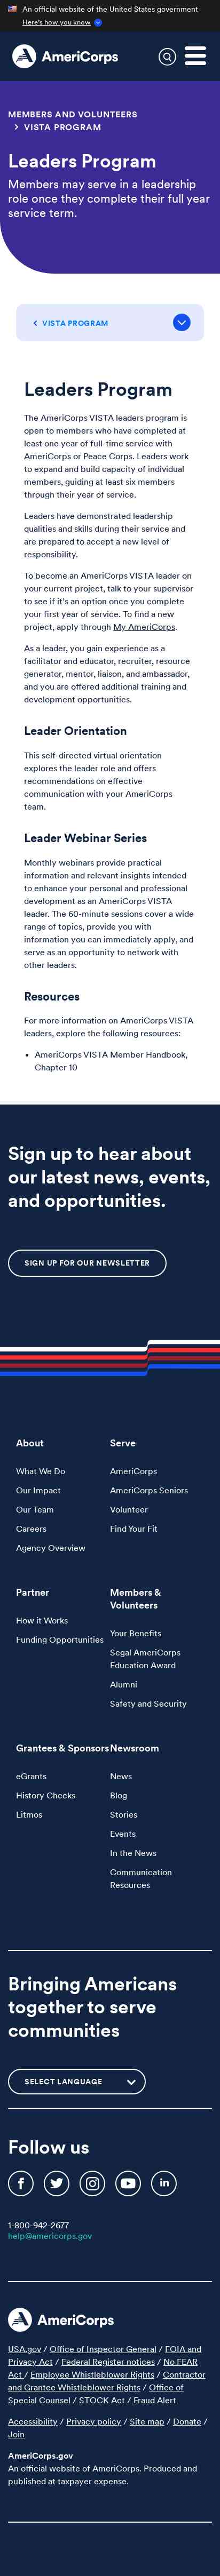 An official website of the United States government
Here's how you know
AmeriCorps
MEMBERS AND VOLUNTEERS
VISTA PROGRAM
Leaders Program
Members may serve in a leadership
role once they complete their full year
service term.
VISTA PROGRAM
Leaders Program
The AmeriCorps VISTA leaders program is
open to members who have completed at
least one year of full-time service with
AmeriCorps or Peace Corps. Leaders work
to expand and build capacity of individual
members, guiding at least six members
through their year of service.
Leaders have demonstrated leadership
qualities and skills during their service and
are prepared to accept a new level of
responsibility.
To become an AmeriCorps VISTA leader on
your current project, talk to your supervisor
to see if it's an option once you complete
your first year of service. To find a new
project, apply through My AmeriCorps.
As a leader, you gain experience as a
facilitator and educator, recruiter, resource
generator, mentor, liaison, and ambassador,
and you are offered additional training and
development opportunities.
Leader Orientation
This self-directed virtual orientation
explores the leader role and offers
recommendations on effective
communication with your AmeriCorps
team.
Leader Webinar Series
Monthly webinars provide practical
information and relevant insights intended
to enhance your personal and professional
development as an AmeriCorps VISTA
leader. The 60-minute sessions cover a wide
range of topics, provide you with
information you can immediately apply, and
serve as an opportunity to network with
other leaders.
Resources
For more information on AmeriCorps VISTA
leaders, explore the following resources:
• AmeriCorps VISTA Member Handbook,
Chapter 10
Sign up to hear about
our latest news, events,
and opportunities.
SIGN UP FOR OUR NEWSLETTER
About
What We Do
Our Impact
Our Team
Careers
Agency Overview
Serve
AmeriCorps
AmeriCorps Seniors
Volunteer
Find Your Fit
Partner
How it Works
Funding Opportunities
Members &
Volunteers
Your Benefits
Segal AmeriCorps
Education Award
Alumni
Safety and Security
Grantees & Sponsors
eGrants
History Checks
Litmos
Newsroom
News
Blog
Stories
Events
In the News
Communication
Resources
Bringing Americans
together to serve
communities
SELECT LANGUAGE
Follow us
1-800-942-2677
help@americorps.gov
AmeriCorps
USA.gov / Office of Inspector General / FOIA and
Privacy Act / Federal Register notices / No FEAR
Act / Employee Whistleblower Rights / Contractor
and Grantee Whistleblower Rights / Office of
Special Counsel / STOCK Act / Fraud Alert
Accessibility / Privacy policy / Site map / Donate /
Join
AmeriCorps.gov
An official website of AmeriCorps. Produced and
published at taxpayer expense.